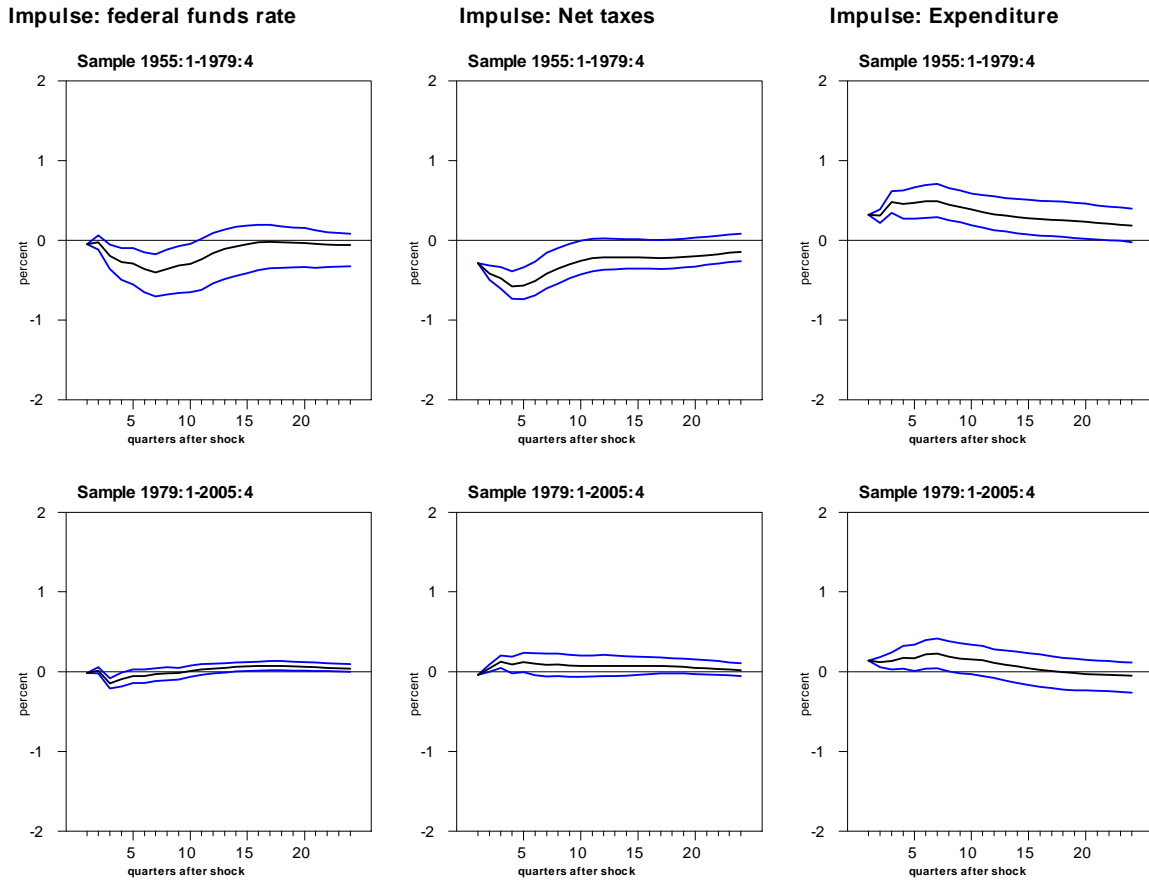 Impulse: federal funds rate
Impulse: Net taxes
Impulse: Expenditure
Sample 1955:1-1979:4
percent
2
1
0
-1
-2
5 10 15 20
quarters after shock
Sample 1955:1-1979:4
percent
2
1
0
-1
-2
5 10 15 20
quarters after shock
Sample 1955:1-1979:4
percent
2
1
0
-1
-2
5 10 15 20
quarters after shock
Sample 1979:1-2005:4
percent
2
1
0
-1
-2
5 10 15 20
quarters after shock
Sample 1979:1-2005:4
percent
2
1
0
-1
-2
5 10 15 20
quarters after shock
Sample 1979:1-2005:4
percent
2
1
0
-1
-2
5 10 15 20
quarters after shock